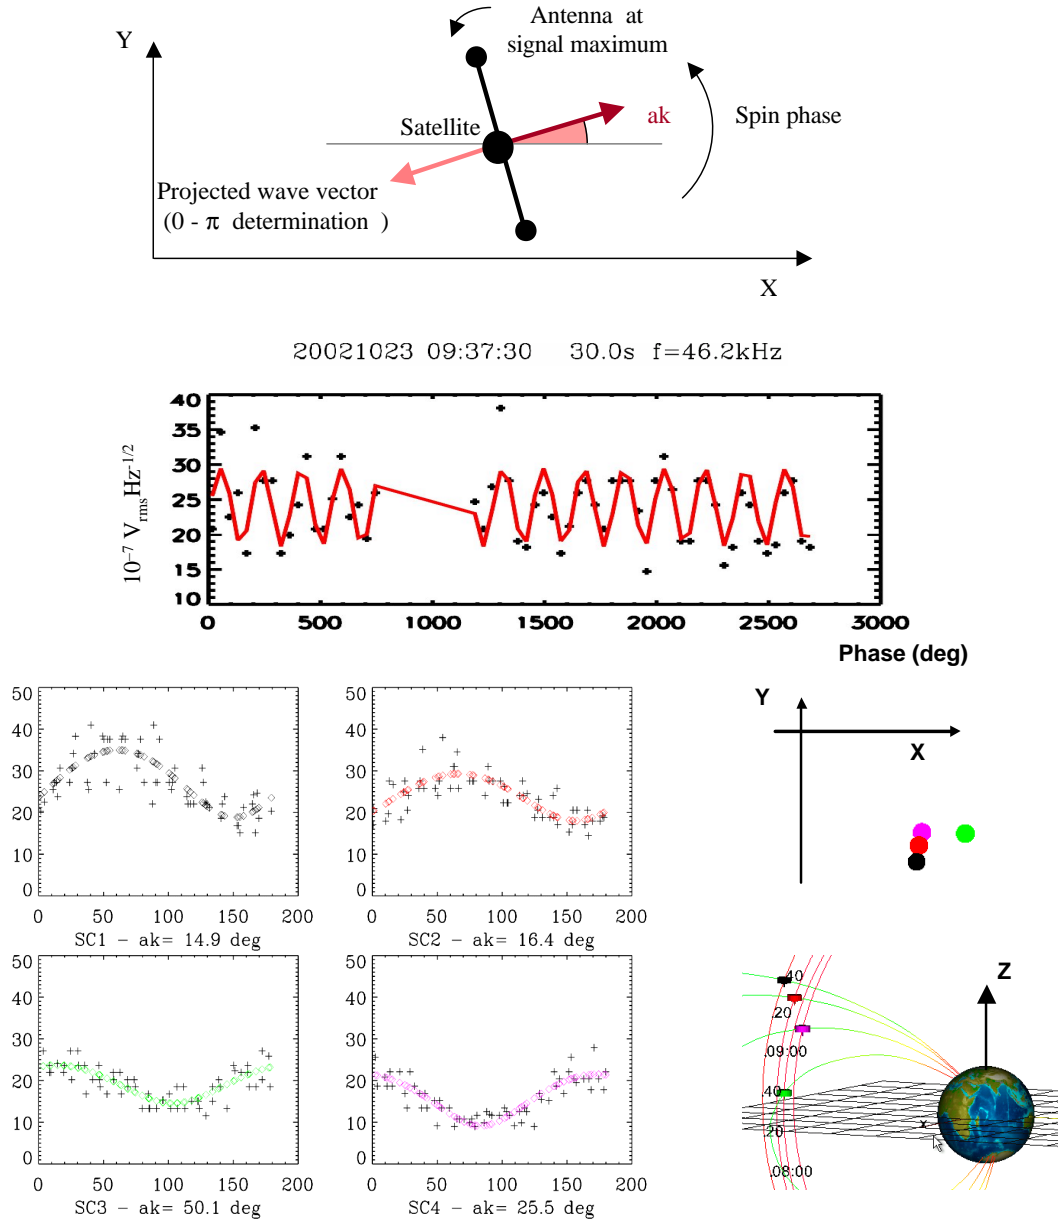 Y
Antenna at
signal maximum
Satellite
ak
Spin phase
Projected wave vector
(0 - π determination )
X
20021023 09:37:30 30.0s f=46.2kHz
10⁻⁷ VrmsHz⁻¹/²
40
35
30
25
20
15
10
0 500 1000 1500 2000 2500 3000
Phase (deg)
50
40
30
20
10
0
0 50 100 150 200
SC1 - ak= 14.9 deg
50
40
30
20
10
0
0 50 100 150 200
SC2 - ak= 16.4 deg
Y
X
50
40
30
20
10
0
0 50 100 150 200
SC3 - ak= 50.1 deg
50
40
30
20
10
0
0 50 100 150 200
SC4 - ak= 25.5 deg
Z
.40
.20
.09:00
.40
.20
.08:00
x